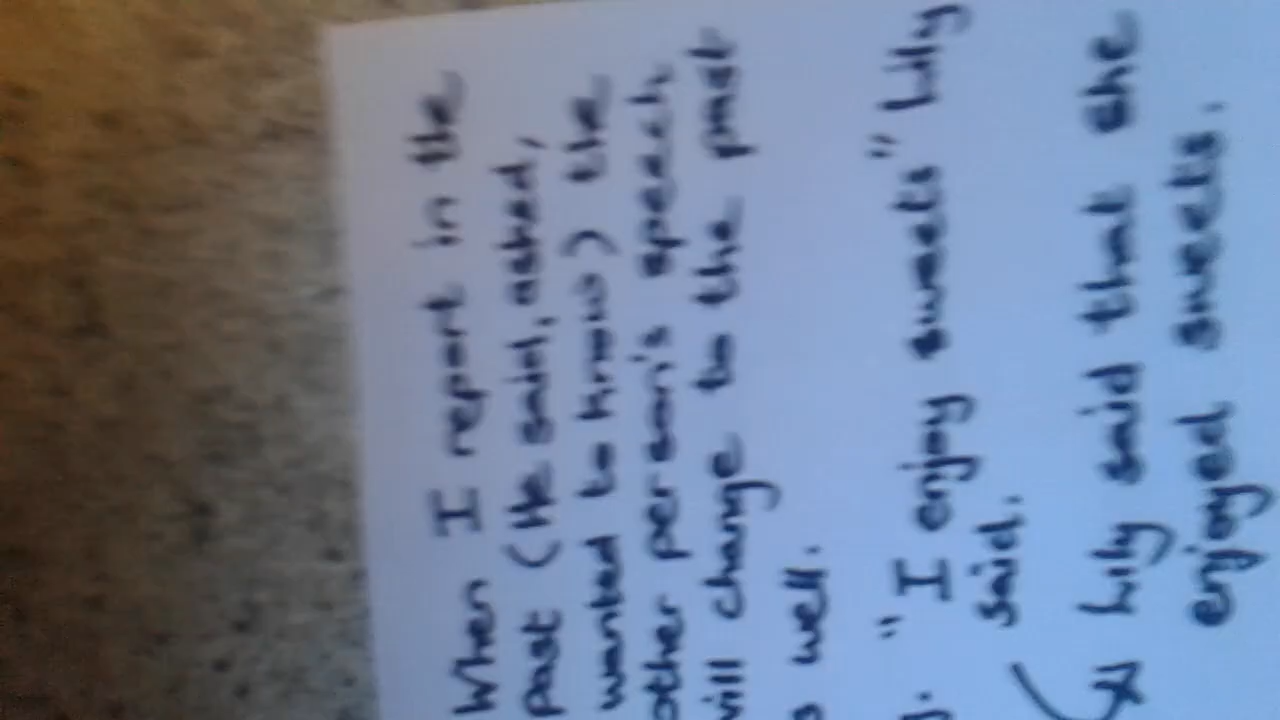 When I report in the
past (He said, asked,
wanted to know) the
other person's speech
will change to the past
s well.
g. "I enjoy sweets" Lily
said.
Lily said that she
enjoyed sweets.